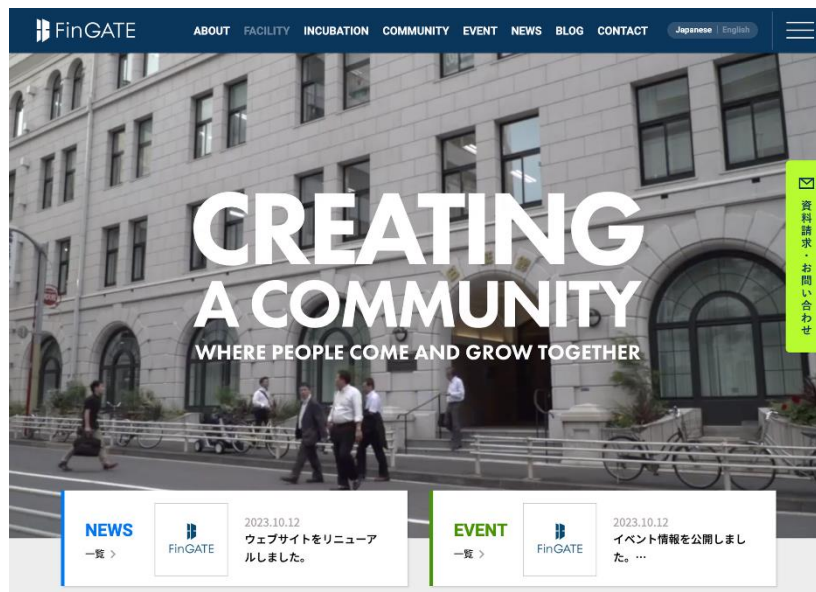 FinGATE
ABOUT FACILITY INCUBATION COMMUNITY EVENT NEWS BLOG CONTACT Japanese | English
CREATING
A COMMUNITY
WHERE PEOPLE COME AND GROW TOGETHER
資料請求・お問い合わせ
NEWS
一覧
FinGATE
2023.10.12
ウェブサイトをリニューア
ルしました。
EVENT
一覧
FinGATE
2023.10.12
イベント情報を公開しまし
た。…